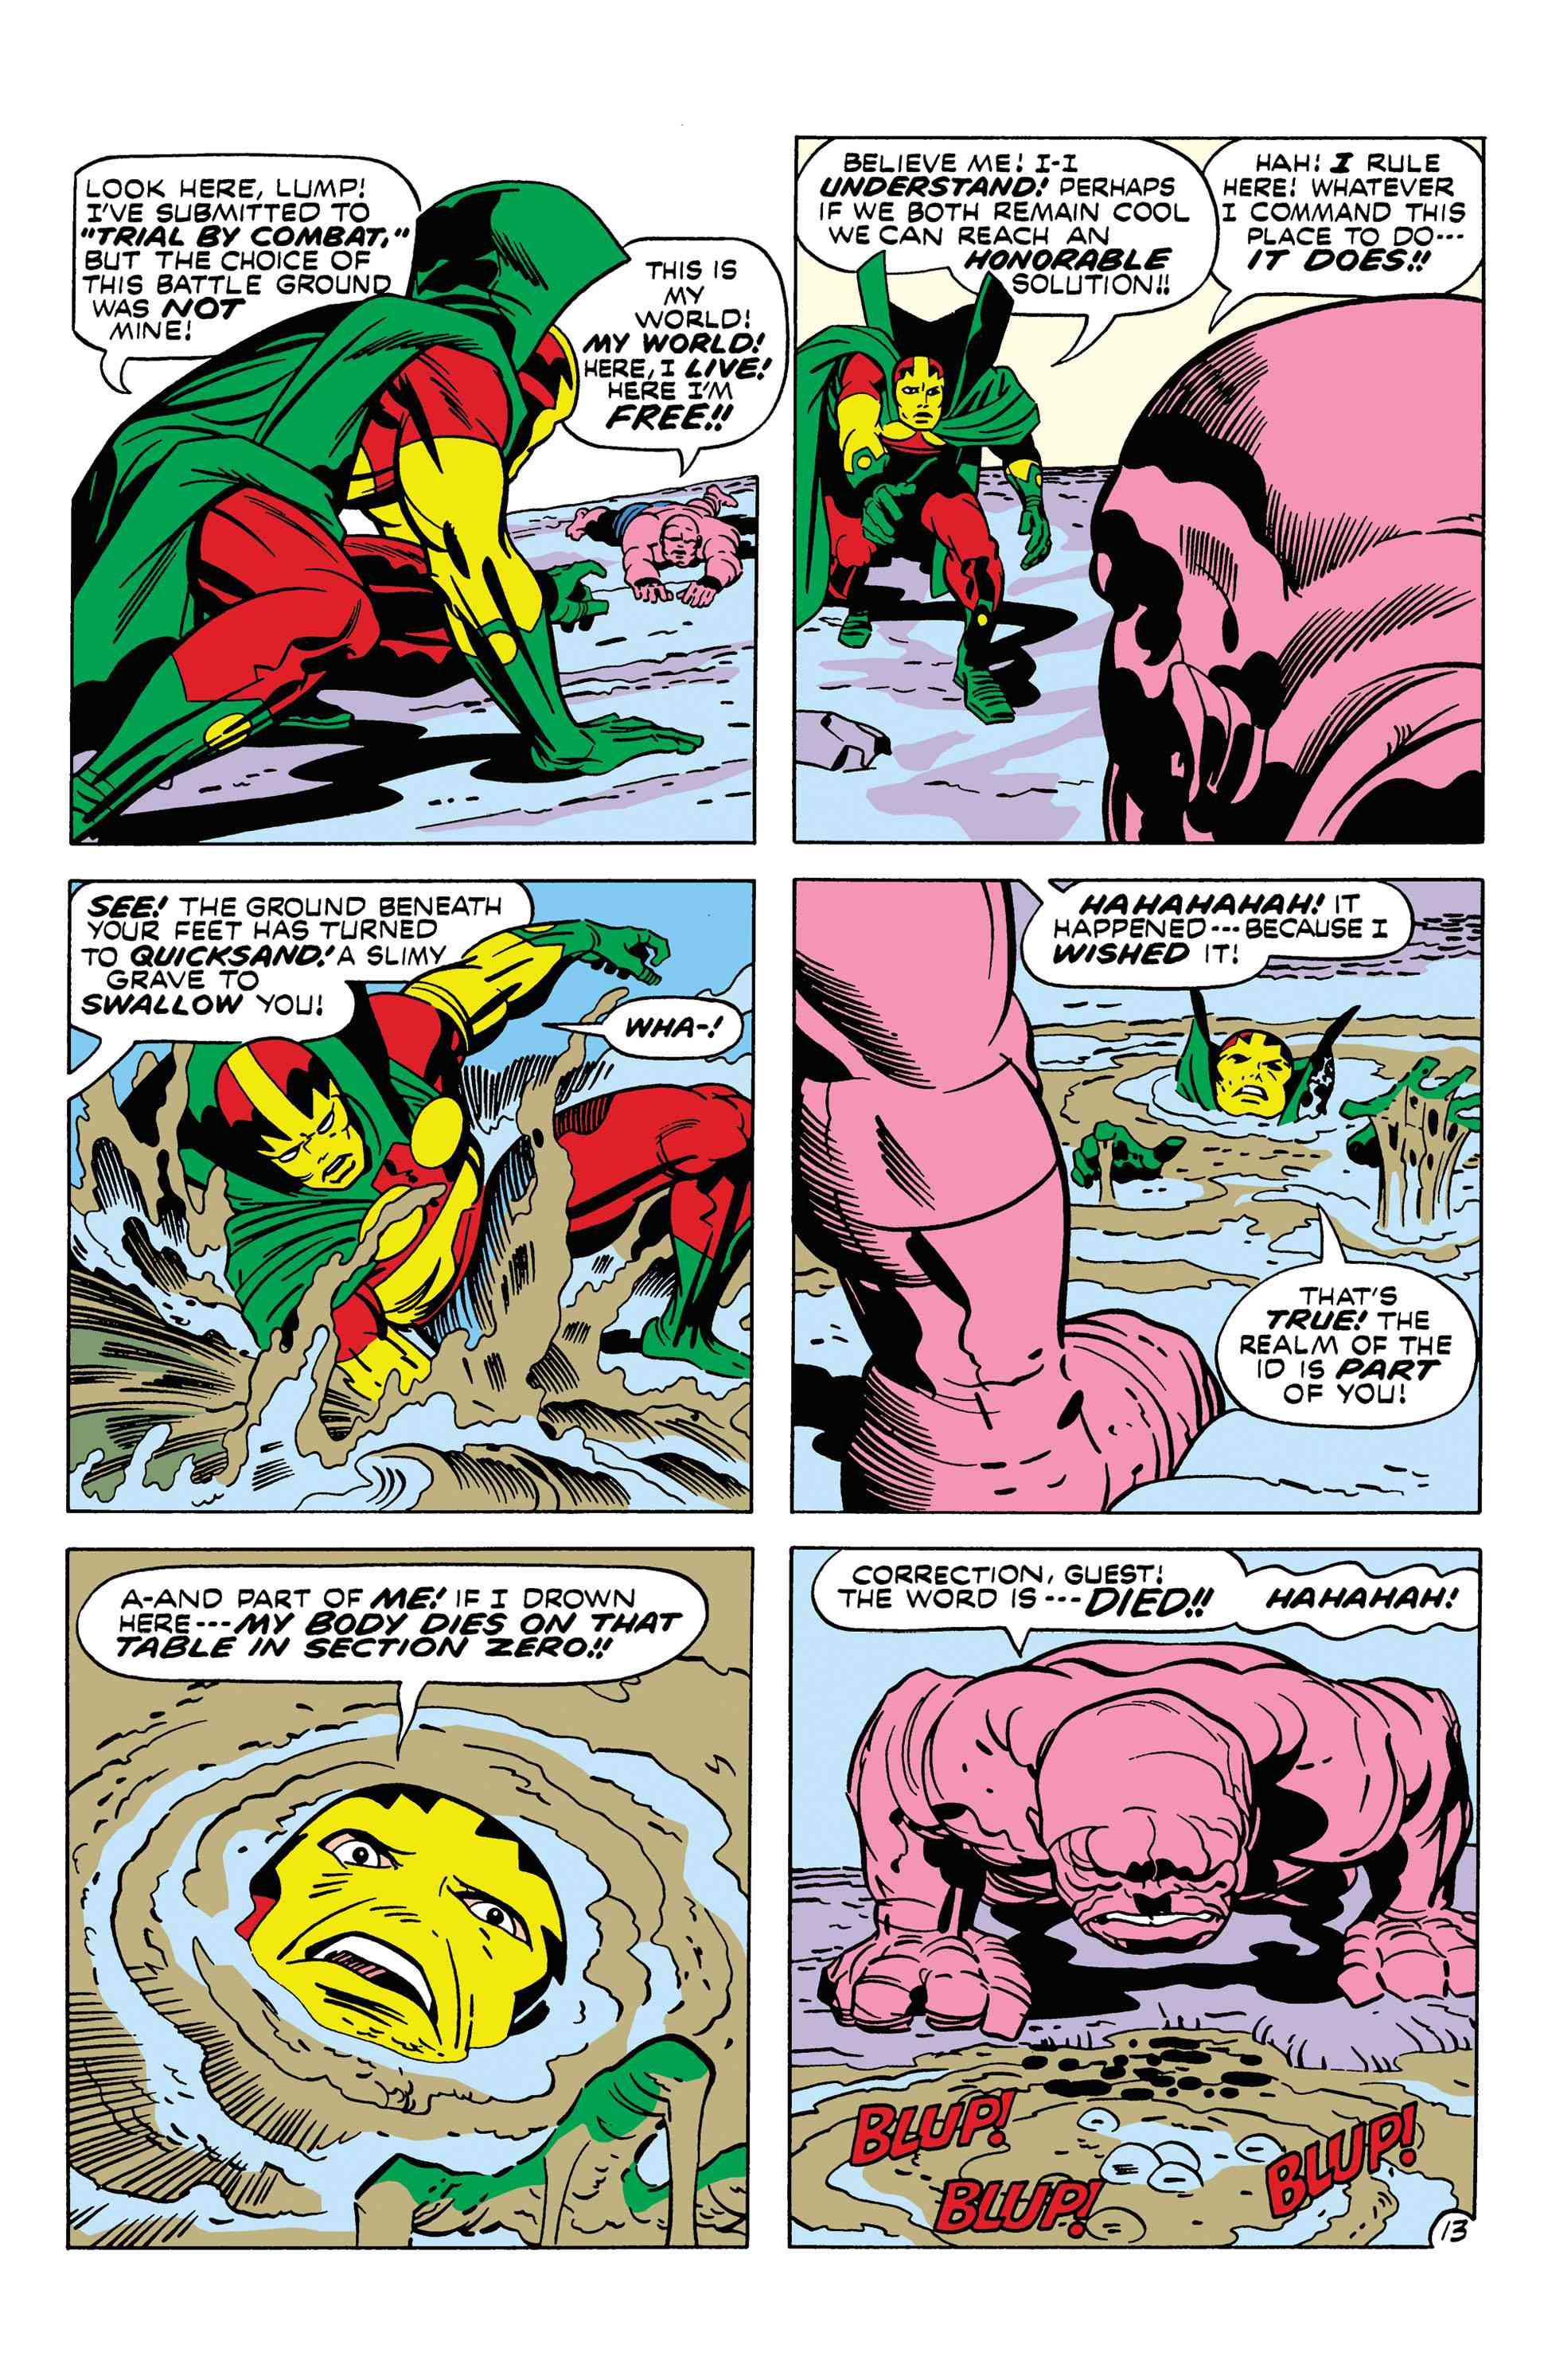 LOOK HERE, LUMP!
I'VE SUBMITTED TO
"TRIAL BY COMBAT,"
BUT THE CHOICE OF
THIS BATTLE GROUND
WAS NOT
MINE!
THIS IS
MY
WORLD!
MY WORLD!
HERE, I LIVE!
HERE I'M
FREE!!
BELIEVE ME! I-I
UNDERSTAND! PERHAPS
IF WE BOTH REMAIN COOL
WE CAN REACH AN
HONORABLE
SOLUTION!!
HAH! I RULE
HERE! WHATEVER
I COMMAND THIS
PLACE TO DO---
IT DOES!!
SEE! THE GROUND BENEATH
YOUR FEET HAS TURNED
TO QUICKSAND! A SLIMY
GRAVE TO
SWALLOW YOU!
WHA-!
HAHAHAHAH! IT
HAPPENED---BECAUSE I
WISHED IT!
THAT'S
TRUE! THE
REALM OF THE
ID IS PART
OF YOU!
A-AND PART OF ME! IF I DROWN
HERE---MY BODY DIES ON THAT
TABLE IN SECTION ZERO!!
CORRECTION, GUEST!
THE WORD IS---DIED!!
HAHAHAH!
BLUP!
BLUP!
BLUP!
13